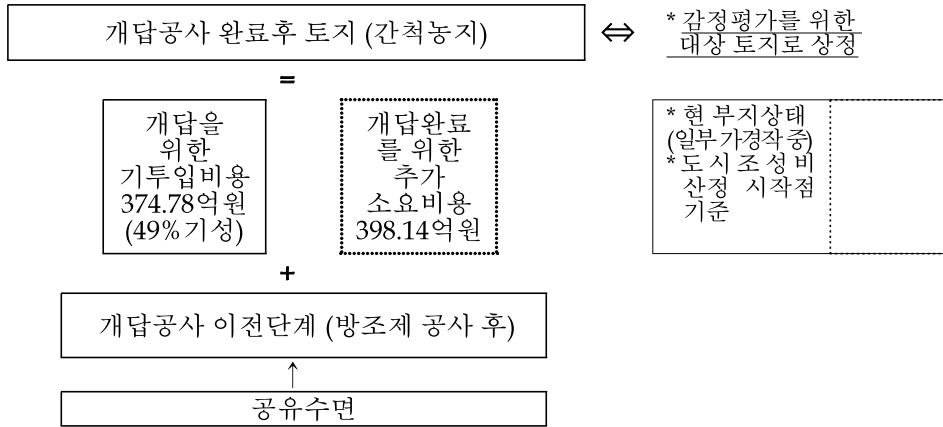 개답공사 완료후 토지 (간척농지)
⇔
* 감정평가를 위한
대상 토지로 상정
=
개답을
위한
기투입비용
374.78억원
(49%기성)
개답완료
를 위한
추가
소요비용
398.14억원
* 현 부지상태
(일부 가경작 중)
* 도시조성비
산정 시작점
기준
+
개답공사 이전단계 (방조제 공사 후)
↑
공유수면